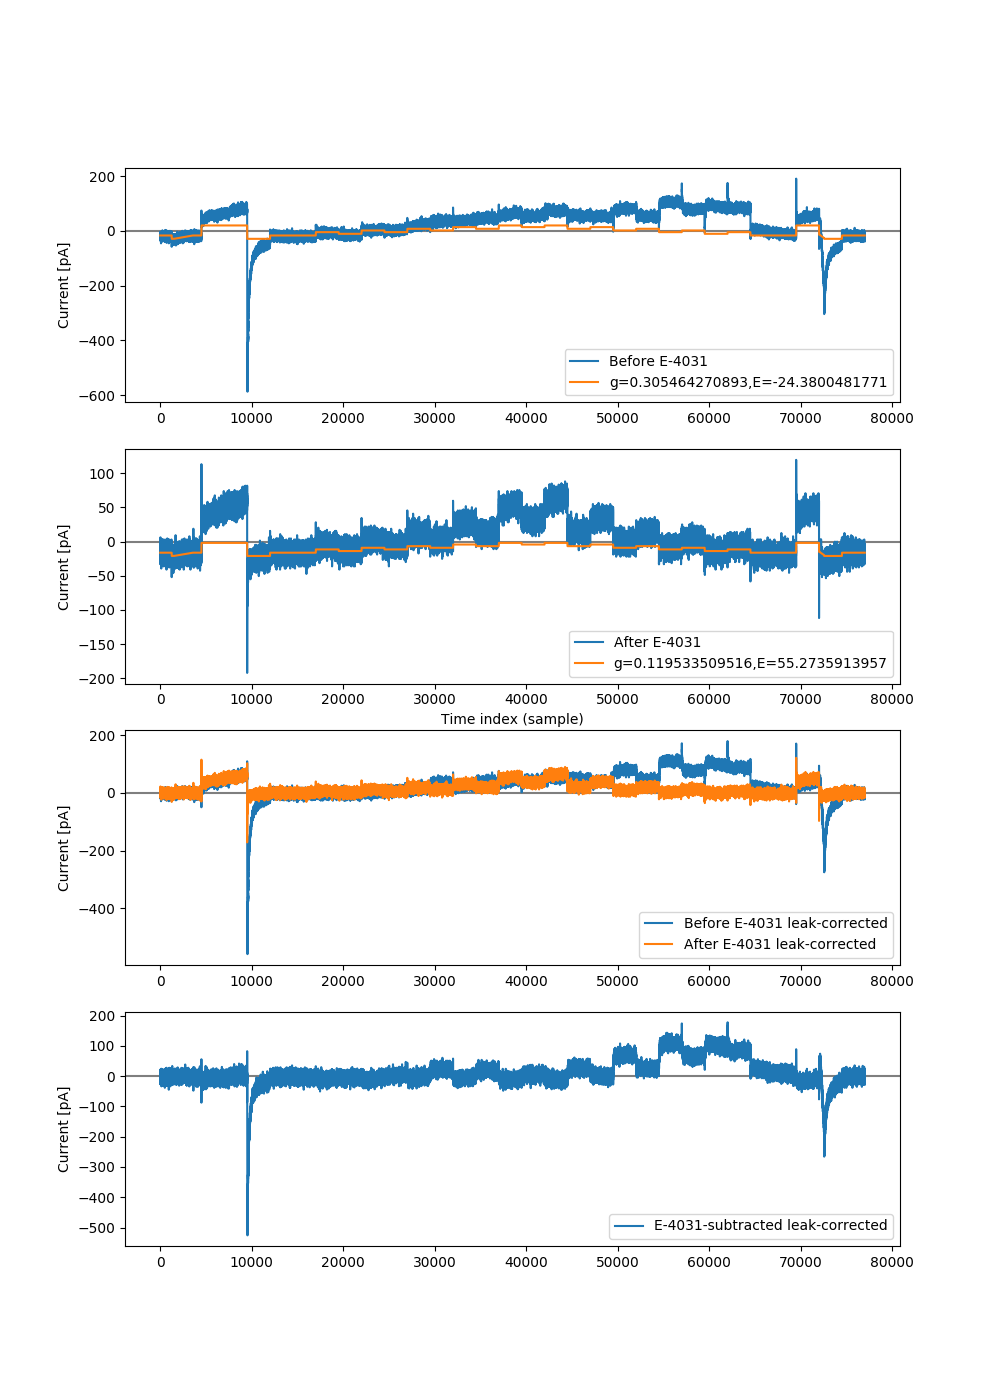 200
0
−200
−400
−600
Current [pA]
Before E-4031
g=0.305464270893,E=-24.3800481771
0 10000 20000 30000 40000 50000 60000 70000 80000
100
50
0
−50
−100
−150
−200
Current [pA]
After E-4031
g=0.119533509516,E=55.2735913957
0 10000 20000 30000 40000 50000 60000 70000 80000
Time index (sample)
200
0
−200
−400
Current [pA]
Before E-4031 leak-corrected
After E-4031 leak-corrected
0 10000 20000 30000 40000 50000 60000 70000 80000
200
100
0
−100
−200
−300
−400
−500
Current [pA]
E-4031-subtracted leak-corrected
0 10000 20000 30000 40000 50000 60000 70000 80000